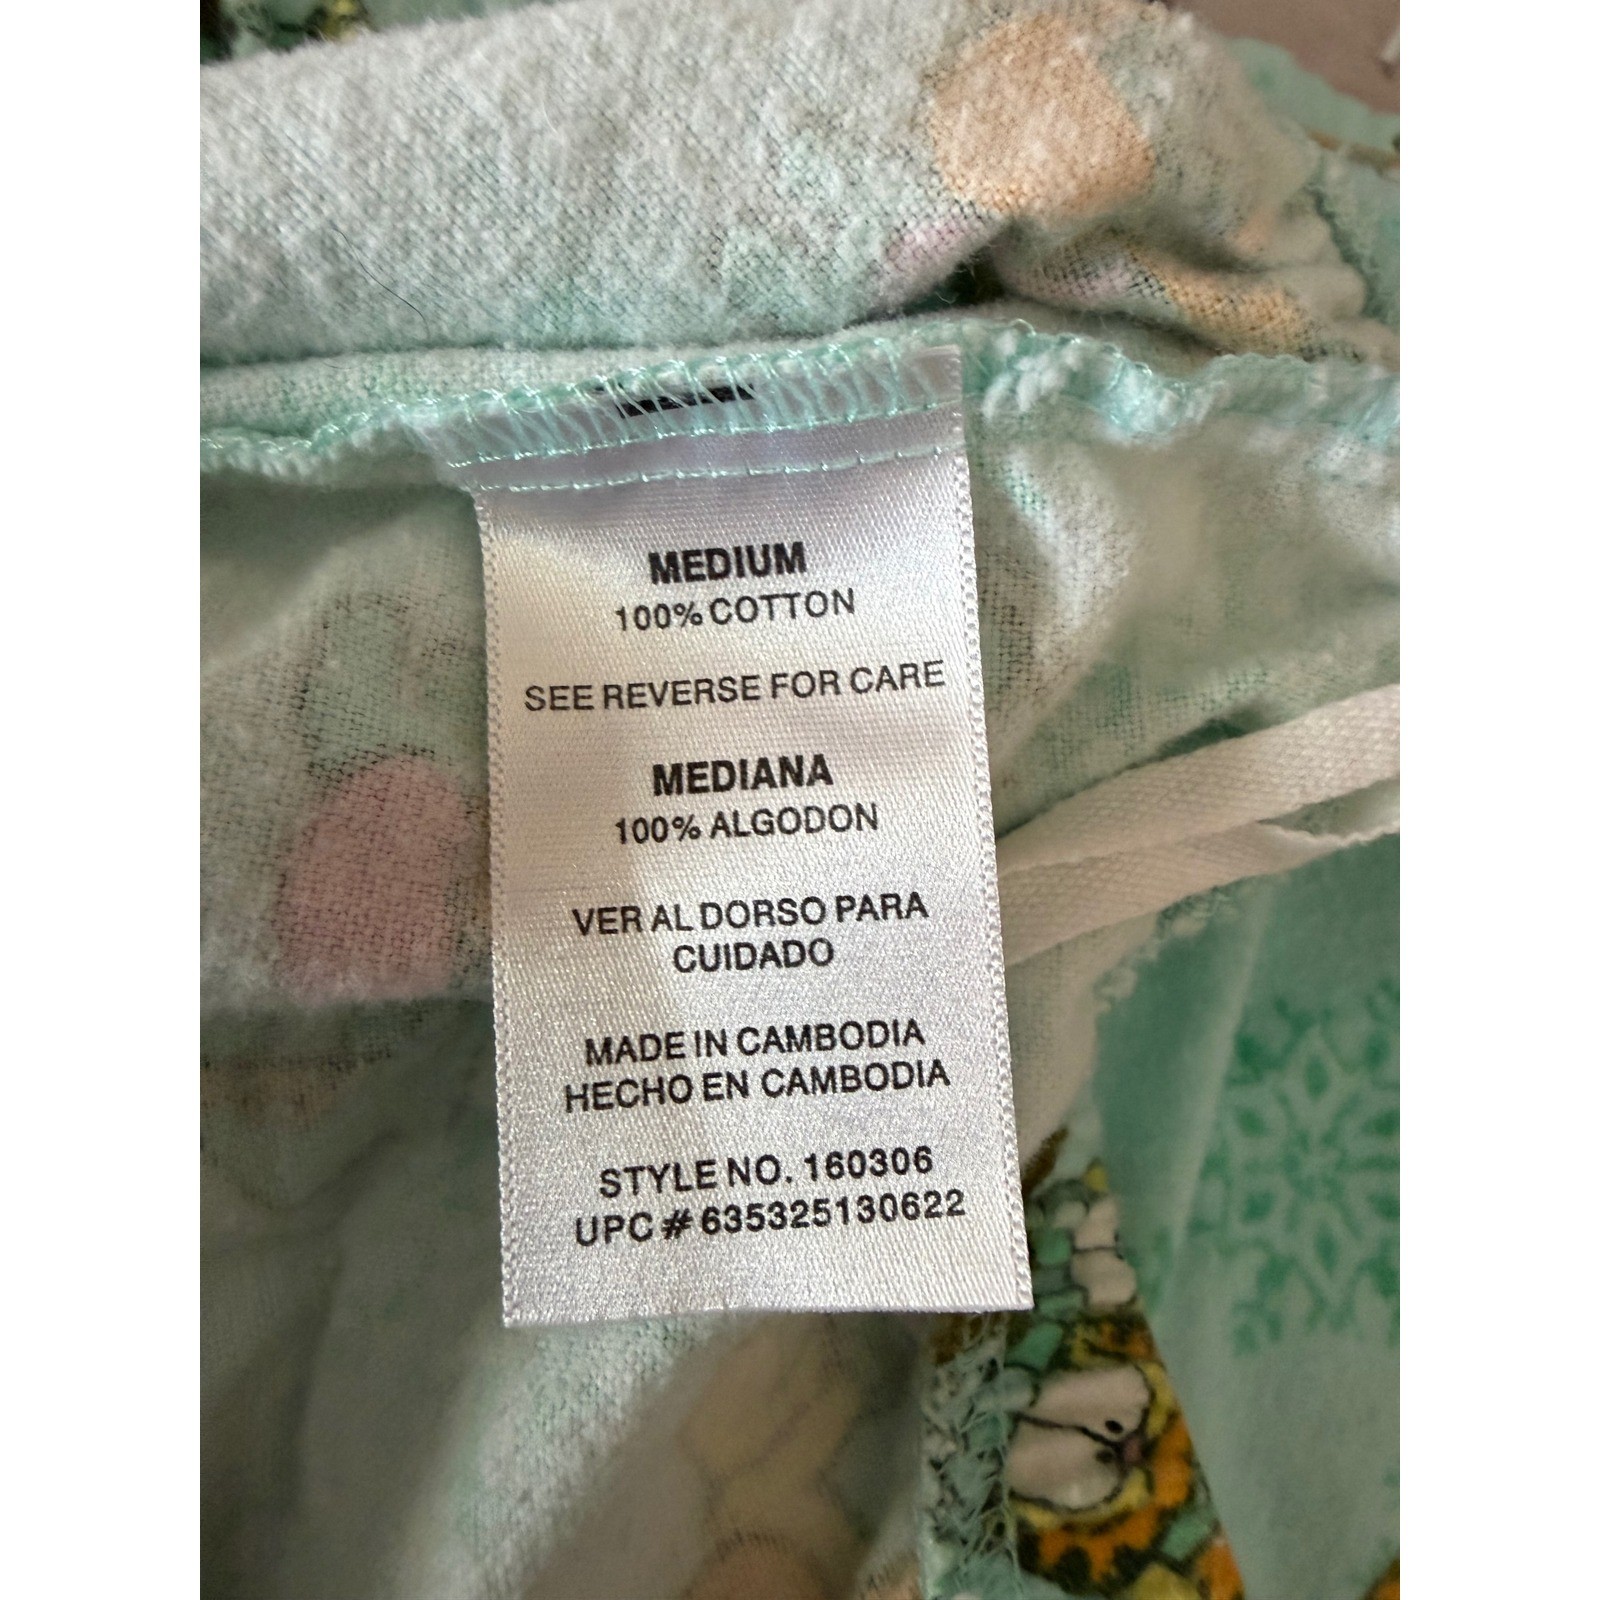 MEDIUM
100% COTTON
SEE REVERSE FOR CARE
MEDIANA
100% ALGODON
VER AL DORSO PARA
CUIDADO
MADE IN CAMBODIA
HECHO EN CAMBODIA
STYLE NO. 160306
UPC # 635325130622